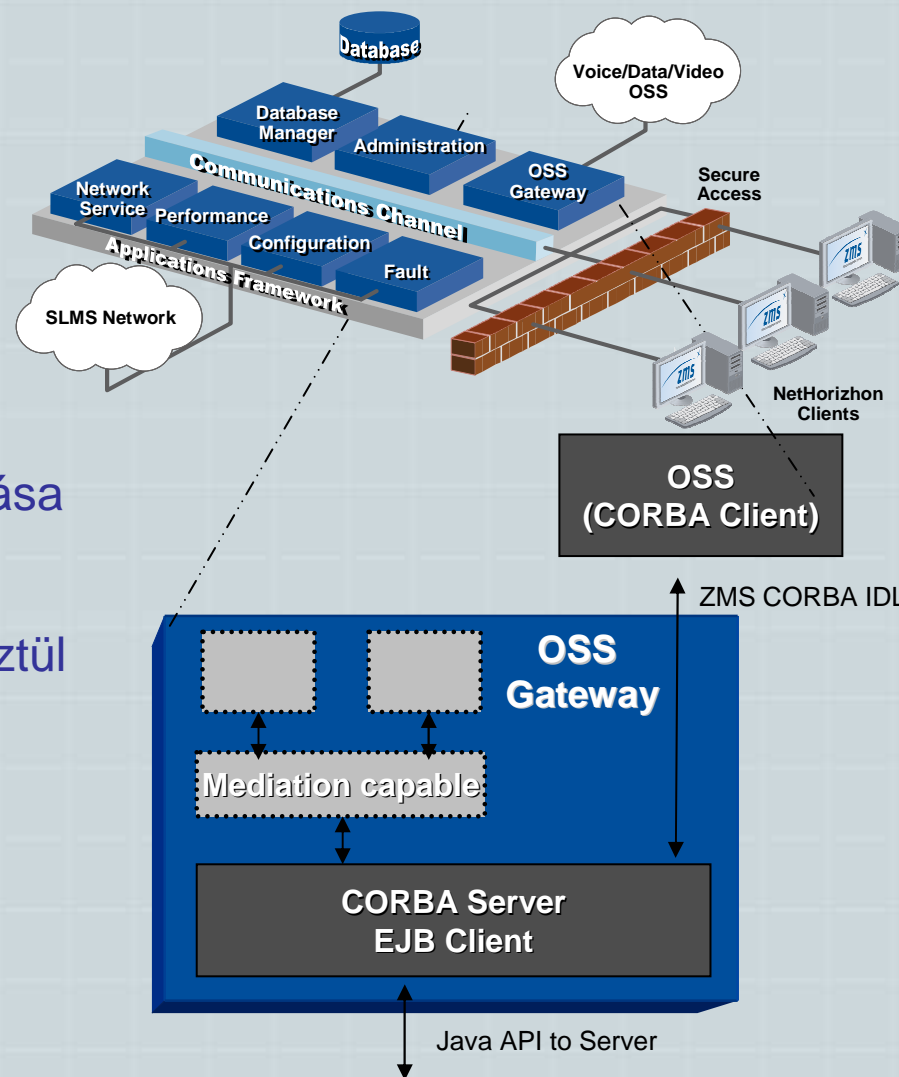 Database
Voice/Data/Video
OSS
Database
Manager
Administration
OSS
Gateway
Communications Channel
Secure
Access
Network
Service
Performance
Configuration
Fault
Applications Framework
SLMS Network
zms
zms
zms
NetHorizhon
Clients
ása
OSS
(CORBA Client)
ZMS CORBA IDL
ztül
OSS
Gateway
Mediation capable
CORBA Server
EJB Client
Java API to Server